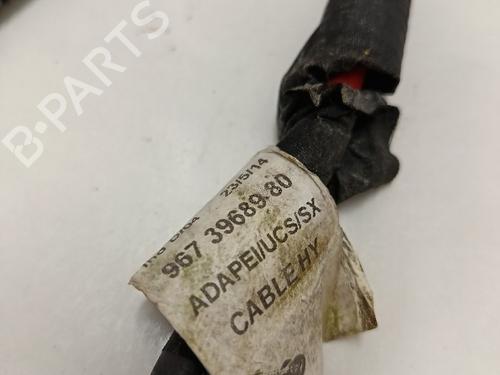 B-PARTS
23/5/14
967 39689 80
ADAPEI/UCS/SX
CABLE HY